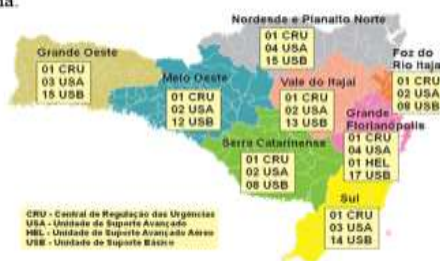 na.
Nordesde e Planalto Norte
01 CRU
04 USA
15 USB
Grande Oeste
01 CRU
03 USA
15 USB
Meio Oeste
01 CRU
02 USA
12 USB
Vale do Itajaí
01 CRU
02 USA
13 USB
Foz do
Rio Itajaí
01 CRU
02 USA
08 USB
Grande
Florianópolis
01 CRU
04 USA
01 HEL
17 USB
Serra Catarinense
01 CRU
02 USA
08 USB
Sul
01 CRU
03 USA
14 USB
CRU - Central de Regulação das Urgências
USA - Unidade de Suporte Avançado
HEL - Unidade de Suporte Avançado Aéreo
USB - Unidade de Suporte Básico